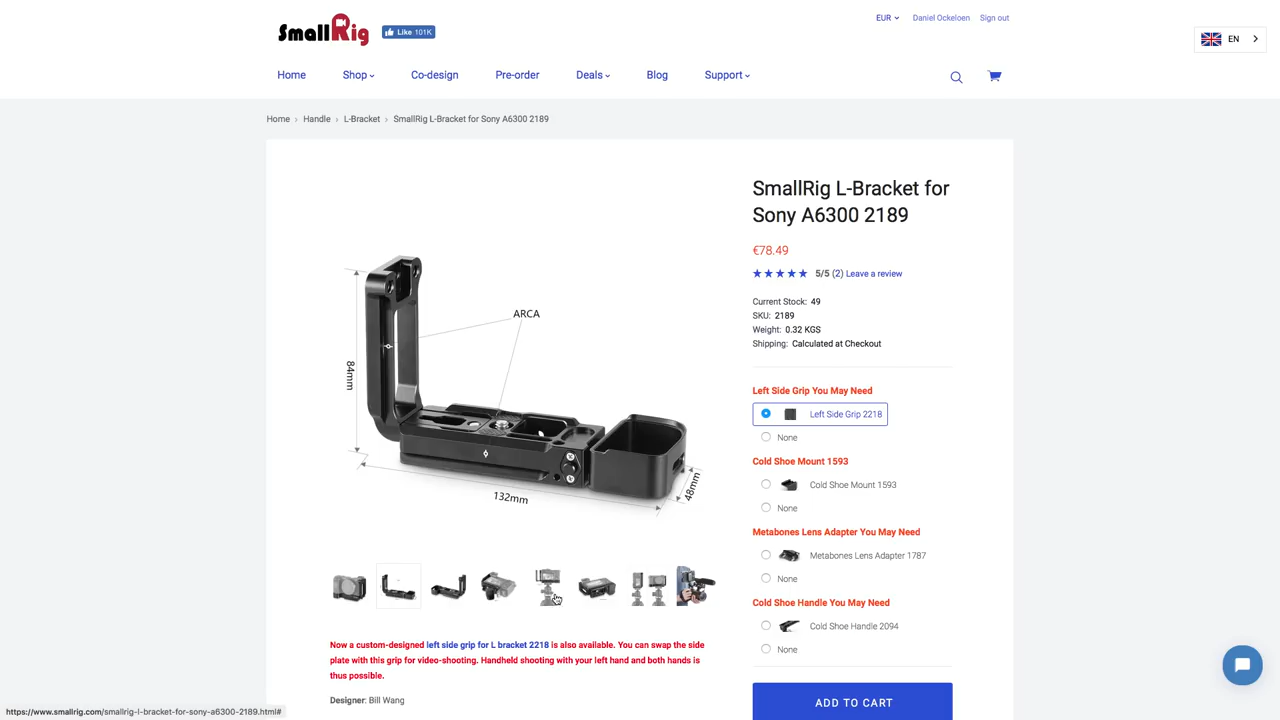 SmallRig
Like 101K
EUR
Daniel Ockeloen
Sign out
EN
Home
Shop
Co-design
Pre-order
Deals
Blog
Support
Home › Handle › L-Bracket › SmallRig L-Bracket for Sony A6300 2189
SmallRig L-Bracket for
Sony A6300 2189
€78.49
5/5 (2) Leave a review
Current Stock: 49
SKU: 2189
Weight: 0.32 KGS
Shipping: Calculated at Checkout
ARCA
84mm
132mm
48mm
Left Side Grip You May Need
Left Side Grip 2218
None
Cold Shoe Mount 1593
Cold Shoe Mount 1593
None
Metabones Lens Adapter You May Need
Metabones Lens Adapter 1787
None
Cold Shoe Handle You May Need
Cold Shoe Handle 2094
None
ADD TO CART
Now a custom-designed left side grip for L bracket 2218 is also available. You can swap the side
plate with this grip for video-shooting. Handheld shooting with your left hand and both hands is
thus possible.
Designer: Bill Wang
https://www.smallrig.com/smallrig-l-bracket-for-sony-a6300-2189.html#